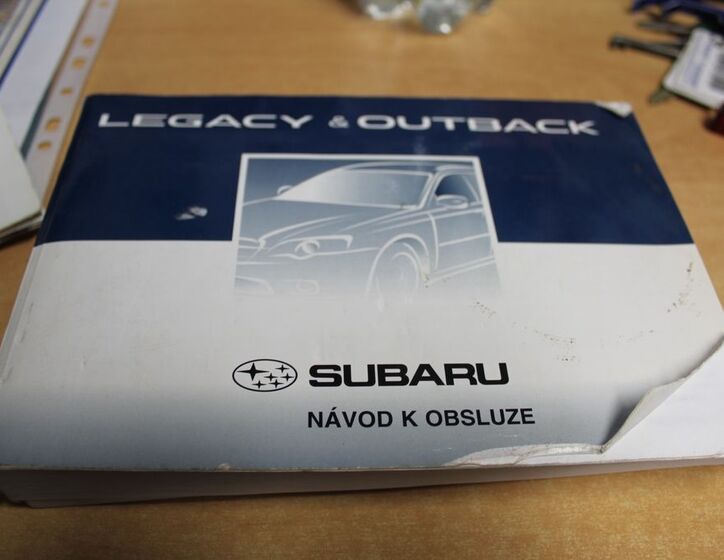 LEGACY & OUTBACK
SUBARU
NÁVOD K OBSLUZE